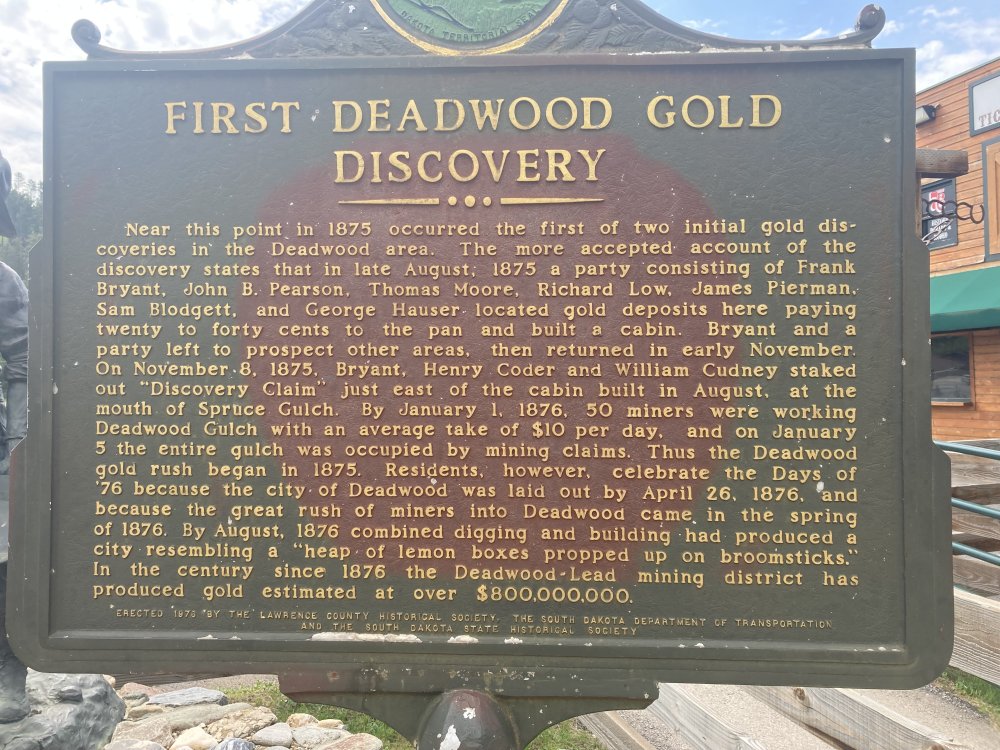 DAKOTA TERRITORIAL SEAL
FIRST DEADWOOD GOLD
DISCOVERY
Near this point in 1875 occurred the first of two initial gold dis-
coveries in the Deadwood area. The more accepted account of the
discovery states that in late August, 1875 a party consisting of Frank
Bryant, John B. Pearson, Thomas Moore, Richard Low, James Pierman,
Sam Blodgett, and George Hauser located gold deposits here paying
twenty to forty cents to the pan and built a cabin. Bryant and a
party left to prospect other areas, then returned in early November.
On November 8, 1875, Bryant, Henry Coder and William Cudney staked
out "Discovery Claim" just east of the cabin built in August, at the
mouth of Spruce Gulch. By January 1, 1876, 50 miners were working
Deadwood Gulch with an average take of $10 per day, and on January
5 the entire gulch was occupied by mining claims. Thus the Deadwood
gold rush began in 1875. Residents, however, celebrate the Days of
'76 because the city of Deadwood was laid out by April 26, 1876, and
because the great rush of miners into Deadwood came in the spring
of 1876. By August, 1876 combined digging and building had produced a
city resembling a "heap of lemon boxes propped up on broomsticks."
In the century since 1876 the Deadwood-Lead mining district has
produced gold estimated at over $800,000,000.
ERECTED 1976 BY THE LAWRENCE COUNTY HISTORICAL SOCIETY, THE SOUTH DAKOTA DEPARTMENT OF TRANSPORTATION
AND THE SOUTH DAKOTA STATE HISTORICAL SOCIETY